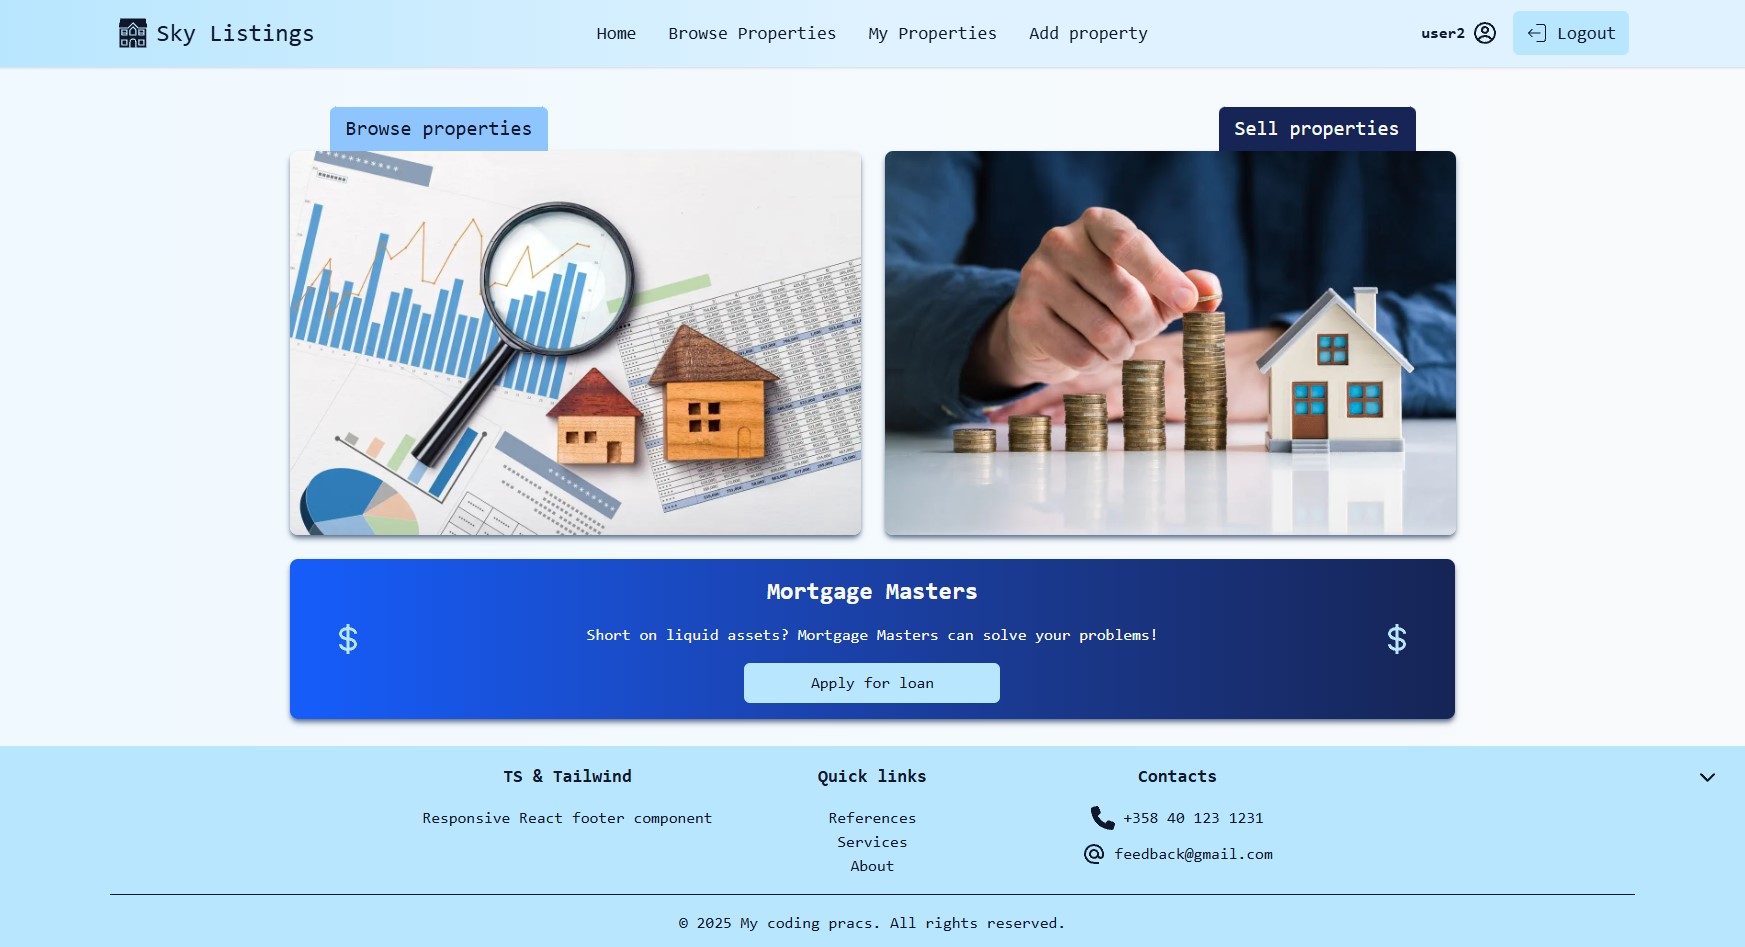 Sky Listings
Home
Browse Properties
My Properties
Add property
user2
Logout
Browse properties
Sell properties
Mortgage Masters
Short on liquid assets? Mortgage Masters can solve your problems!
Apply for loan
TS & Tailwind
Responsive React footer component
Quick links
References
Services
About
Contacts
+358 40 123 1231
feedback@gmail.com
© 2025 My coding pracs. All rights reserved.